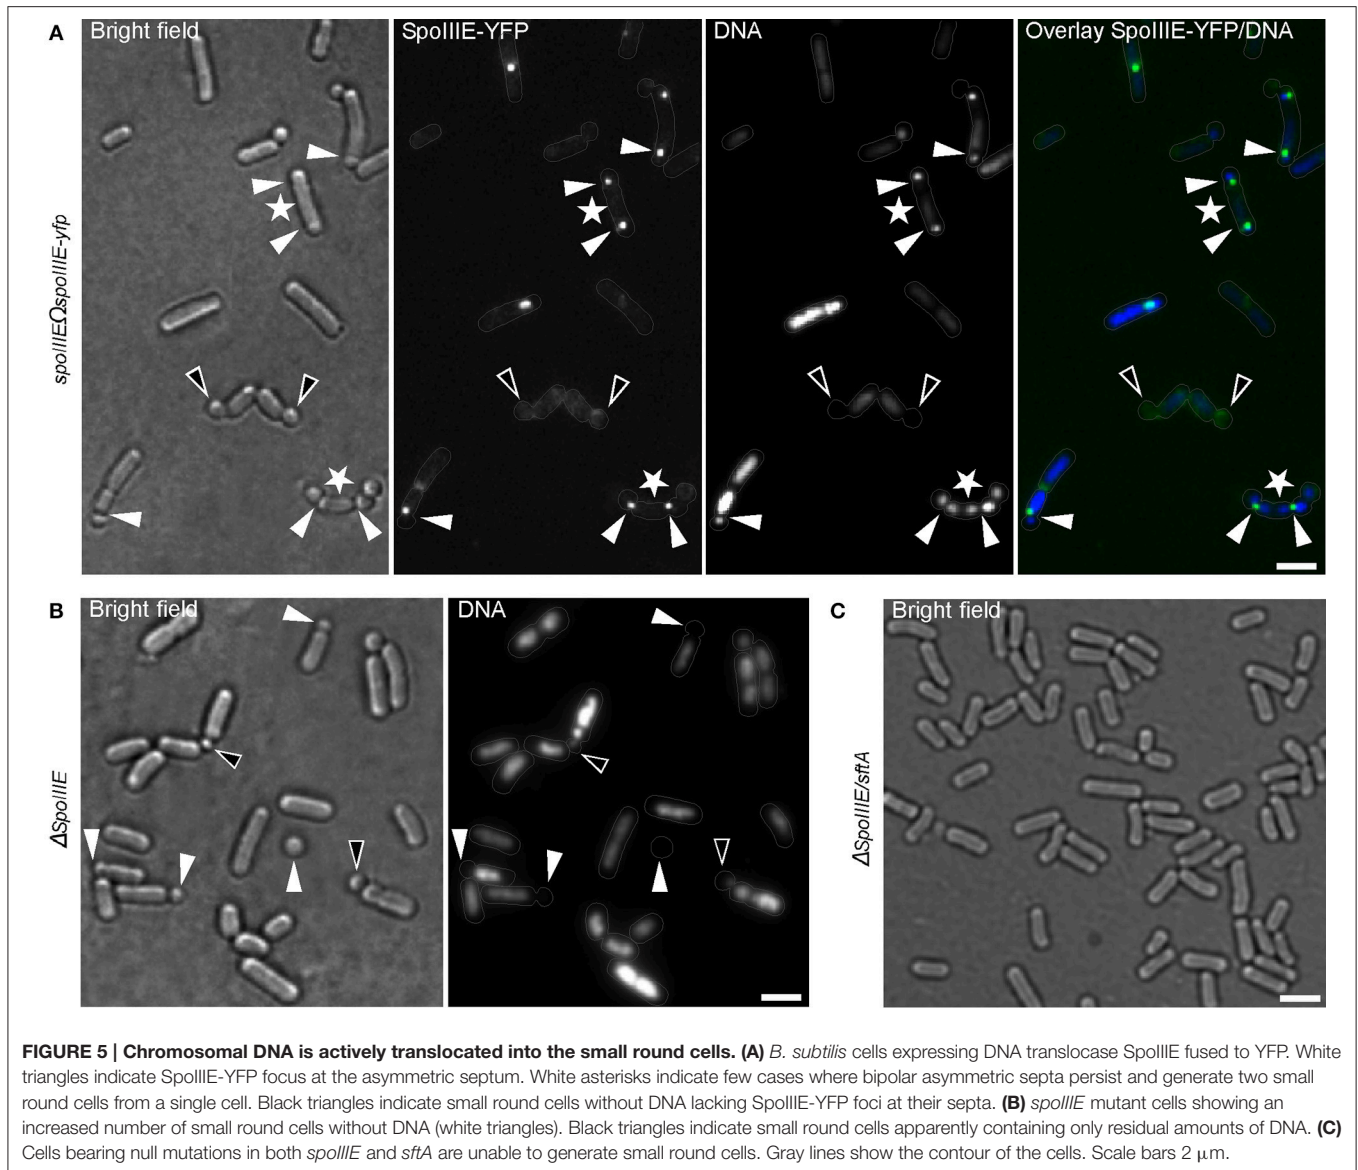 A
Bright field
SpoIIIE-YFP
DNA
Overlay SpoIIIE-YFP/DNA
spoIIIEΩspoIIIE-yfp
B
Bright field
DNA
ΔSpoIIIE
C
Bright field
ΔSpoIIIE/sftA
FIGURE 5 | Chromosomal DNA is actively translocated into the small round cells. (A) B. subtilis cells expressing DNA translocase SpoIIIE fused to YFP. White
triangles indicate SpoIIIE-YFP focus at the asymmetric septum. White asterisks indicate few cases where bipolar asymmetric septa persist and generate two small
round cells from a single cell. Black triangles indicate small round cells without DNA lacking SpoIIIE-YFP foci at their septa. (B) spoIIIE mutant cells showing an
increased number of small round cells without DNA (white triangles). Black triangles indicate small round cells apparently containing only residual amounts of DNA. (C)
Cells bearing null mutations in both spoIIIE and sftA are unable to generate small round cells. Gray lines show the contour of the cells. Scale bars 2 μm.